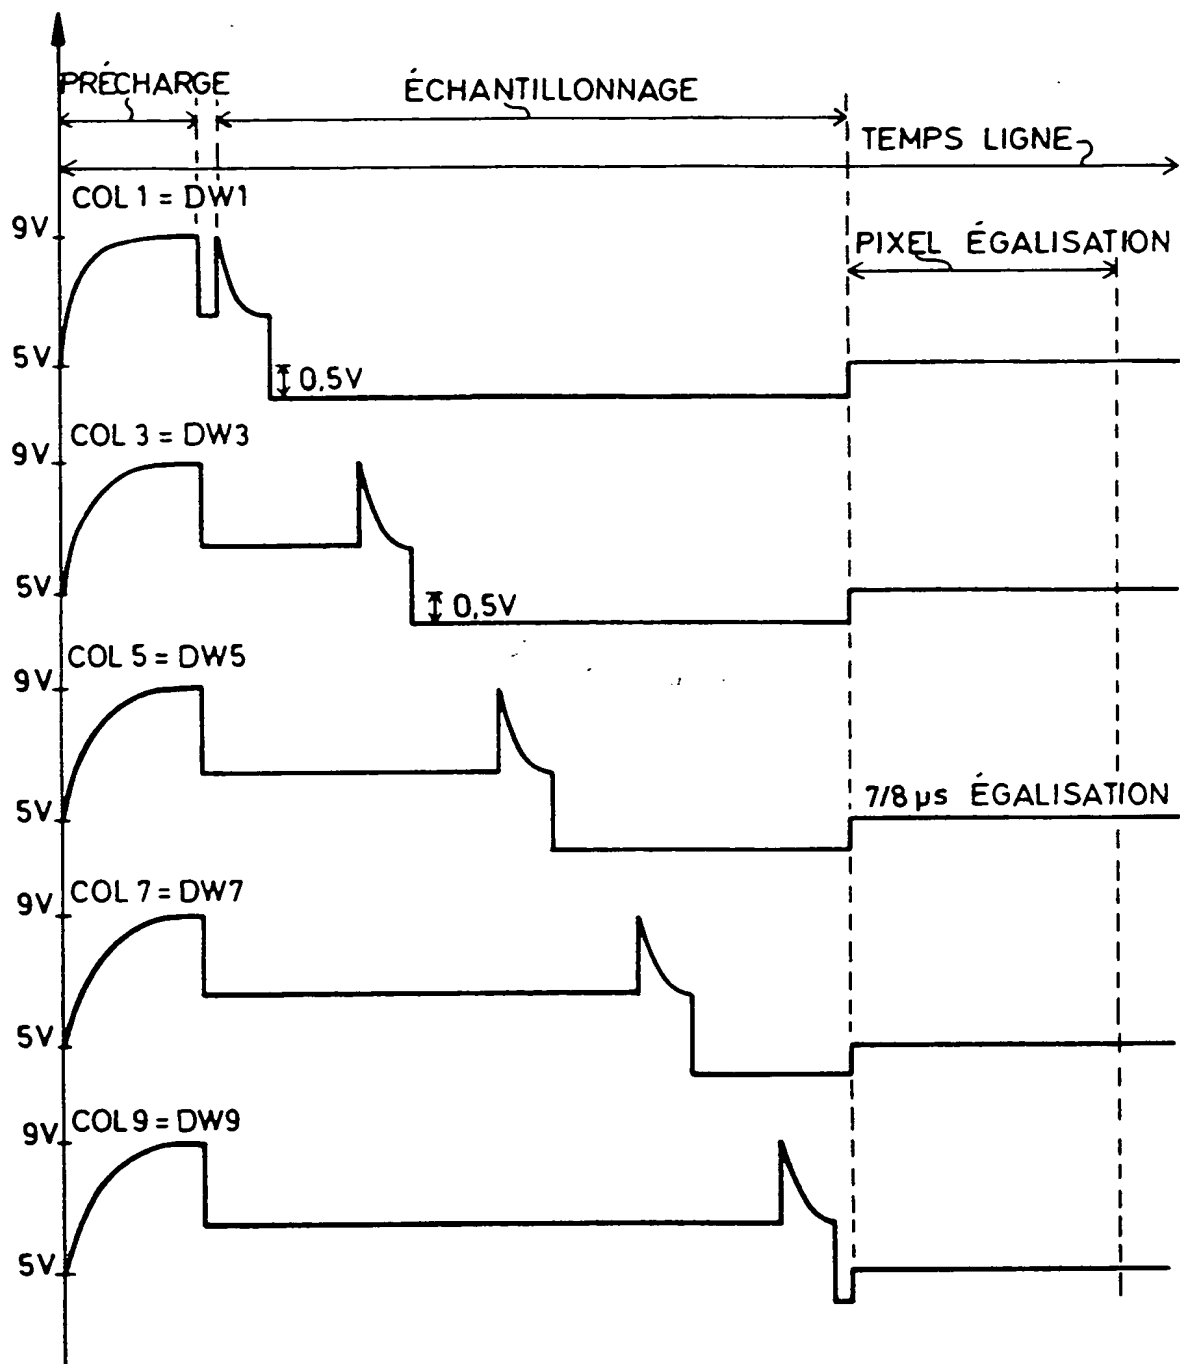 PRÉCHARGE
ÉCHANTILLONNAGE
TEMPS LIGNE
COL 1 = DW1
9V
PIXEL ÉGALISATION
5V
0,5V
COL 3 = DW3
9V
5V
0,5V
COL 5 = DW5
9V
7/8 µs ÉGALISATION
5V
COL 7 = DW7
9V
5V
COL 9 = DW9
9V
5V